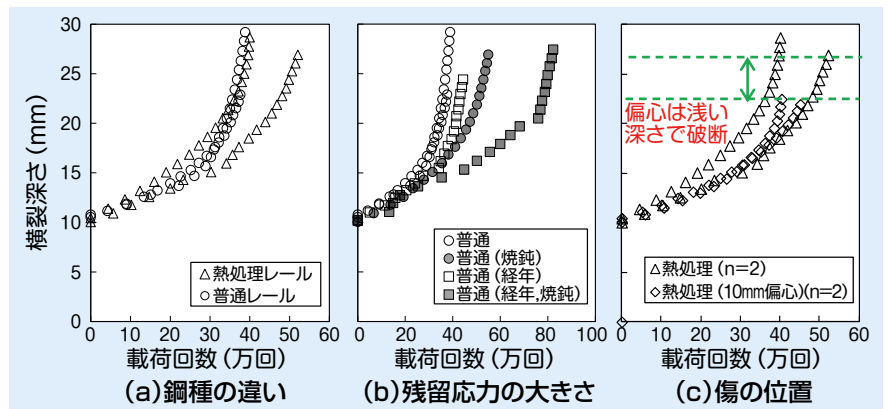 横裂深さ(mm)
30
25
20
15
10
5
0
△熱処理レール
○普通レール
0 10 20 30 40 50 60
載荷回数(万回)
(a)鋼種の違い
○普通
●普通(焼鈍)
□普通(経年)
■普通(経年,焼鈍)
0 20 40 60 80 100
載荷回数(万回)
(b)残留応力の大きさ
偏心は浅い
深さで破断
△熱処理(n=2)
◇熱処理(10mm偏心)(n=2)
0 10 20 30 40 50 60
載荷回数(万回)
(c)傷の位置